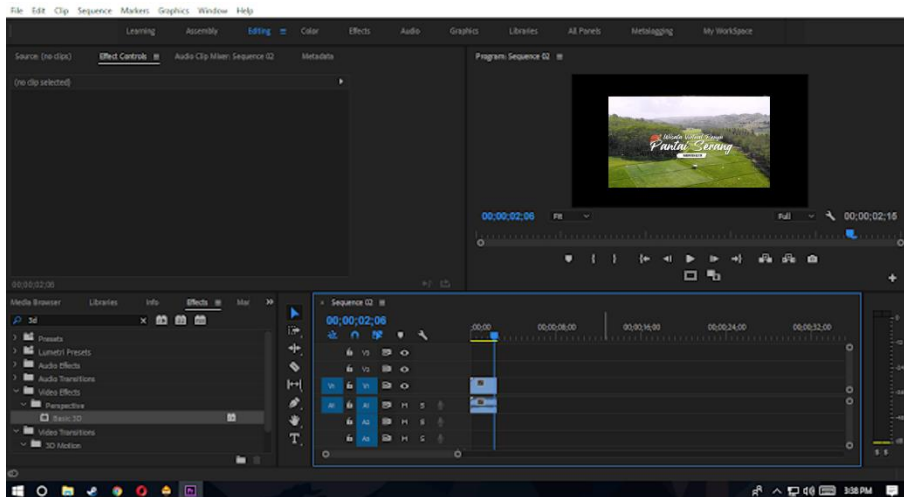 File Edit Clip Sequence Markers Graphics Window Help
Learning Assembly Editing Color Effects Audio Graphics Libraries All Panels Metalogging My WorkSpace
Source: (no clips) Effect Controls Audio Clip Mixer: Sequence 02 Metadata
Program: Sequence 02
(no clip selected)
Pantai Serang
00;00;02;06 Fit Full 00;00;02;16
00;00;02;06
Media Browser Libraries Info Effects Mar
Sequence 02
3d
00;00;02;06
;00;00 00;00;08;00 00;00;16;00 00;00;24;00 00;00;32;00
Presets
Lumetri Presets
Audio Effects
Audio Transitions
Video Effects
Perspective
Basic 3D
Video Transitions
3D Motion
V3
V2
V1 V1
A1 A1 M S
A2 M S
A3 M S
S S
3:38 PM